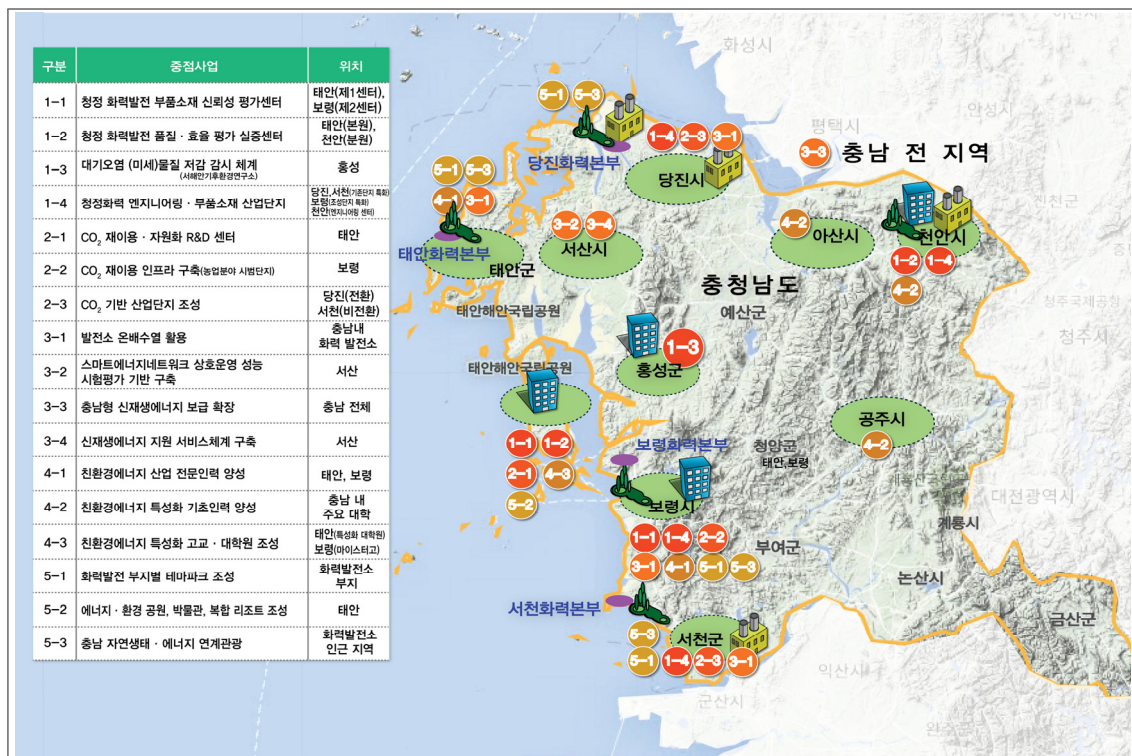 구분 중점사업 위치
1-1 청정 화력발전 부품소재 신뢰성 평가센터 태안(제1센터),
보령(제2센터)
1-2 청정 화력발전 품질·효율 평가 실증센터 태안(본원),
천안(분원)
1-3 대기오염 (미세)물질 저감 감시 체계 홍성
(서해안기후환경연구소)
1-4 청정화력 엔지니어링·부품소재 산업단지 당진,서천(기존단지 특화)
보령(조성단지 특화)
천안(엔지니어링 센터)
2-1 CO₂ 재이용·자원화 R&D 센터 태안
2-2 CO₂ 재이용 인프라 구축(농업분야 시범단지) 보령
2-3 CO₂ 기반 산업단지 조성 당진(전환)
서천(비전환)
3-1 발전소 온배수열 활용 충남내
화력 발전소
3-2 스마트에너지네트워크 상호운영 성능
시험평가 기반 구축 서산
3-3 충남형 신재생에너지 보급 확장 충남 전체
3-4 신재생에너지 지원 서비스체계 구축 서산
4-1 친환경에너지 산업 전문인력 양성 태안, 보령
4-2 친환경에너지 특성화 기초인력 양성 충남 내
수요 대학
4-3 친환경에너지 특성화 고교·대학원 조성 태안(특성화 대학원)
보령(마이스터고)
5-1 화력발전 부지별 테마파크 조성 화력발전소
부지
5-2 에너지·환경 공원, 박물관, 복합 리조트 조성 태안
5-3 충남 자연생태·에너지 연계관광 화력발전소
인근 지역
화성시
안성시
평택시
3-3 충남 전 지역
진천군
5-1 5-3
당진화력본부
1-4 2-3 3-1
당진시
5-1 5-3
4-1 3-1
태안화력본부
태안군
3-2 3-4
서산시
4-2
아산시
천안시
1-2 1-4
4-2
충청남도
예산군
태안해안국립공원
청주국제공항
청주시
태안해안국립공원
1-3
홍성군
1-1 1-2
2-1 4-3
5-2
보령화력본부
청양군
태안,보령
공주시
4-2
계룡산국립공원
대전광역시
계룡시
보령시
1-1 1-4 2-2
3-1 4-1 5-1 5-3
부여군
논산시
금산군
서천화력본부
5-3
서천군
5-1 1-4 2-3 3-1
익산시
군산시